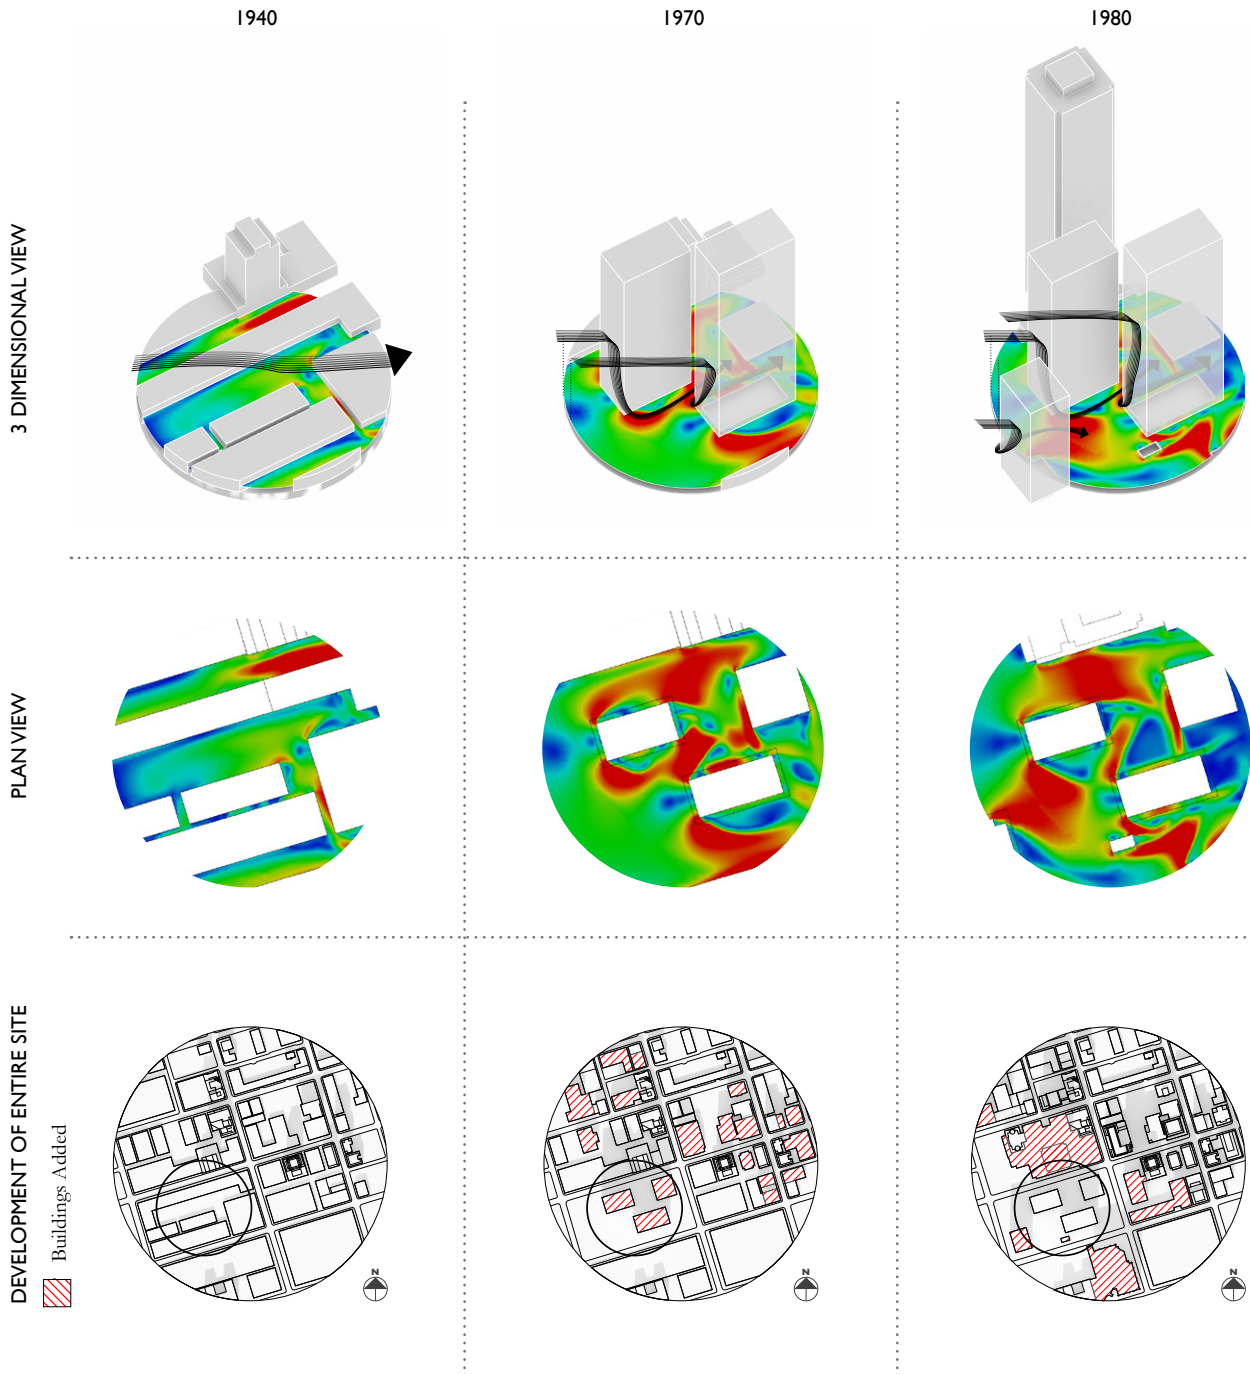 1940
1970
1980
3 DIMENSIONAL VIEW
PLAN VIEW
DEVELOPMENT OF ENTIRE SITE
Buildings Added
N
N
N